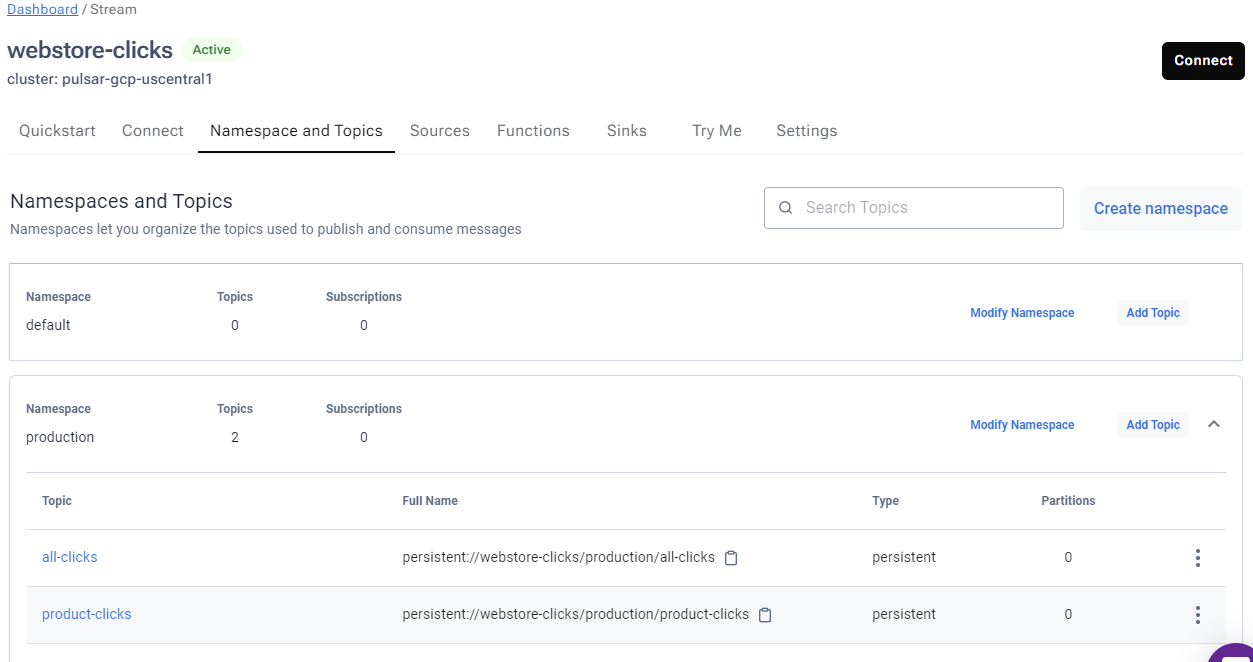 Dashboard / Stream
webstore-clicks Active
cluster: pulsar-gcp-uscentral1
Connect
Quickstart Connect Namespace and Topics Sources Functions Sinks Try Me Settings
Namespaces and Topics
Namespaces let you organize the topics used to publish and consume messages
Search Topics
Create namespace
Namespace Topics Subscriptions
default 0 0
Modify Namespace Add Topic
Namespace Topics Subscriptions
production 2 0
Modify Namespace Add Topic
Topic Full Name Type Partitions
all-clicks persistent://webstore-clicks/production/all-clicks persistent 0
product-clicks persistent://webstore-clicks/production/product-clicks persistent 0